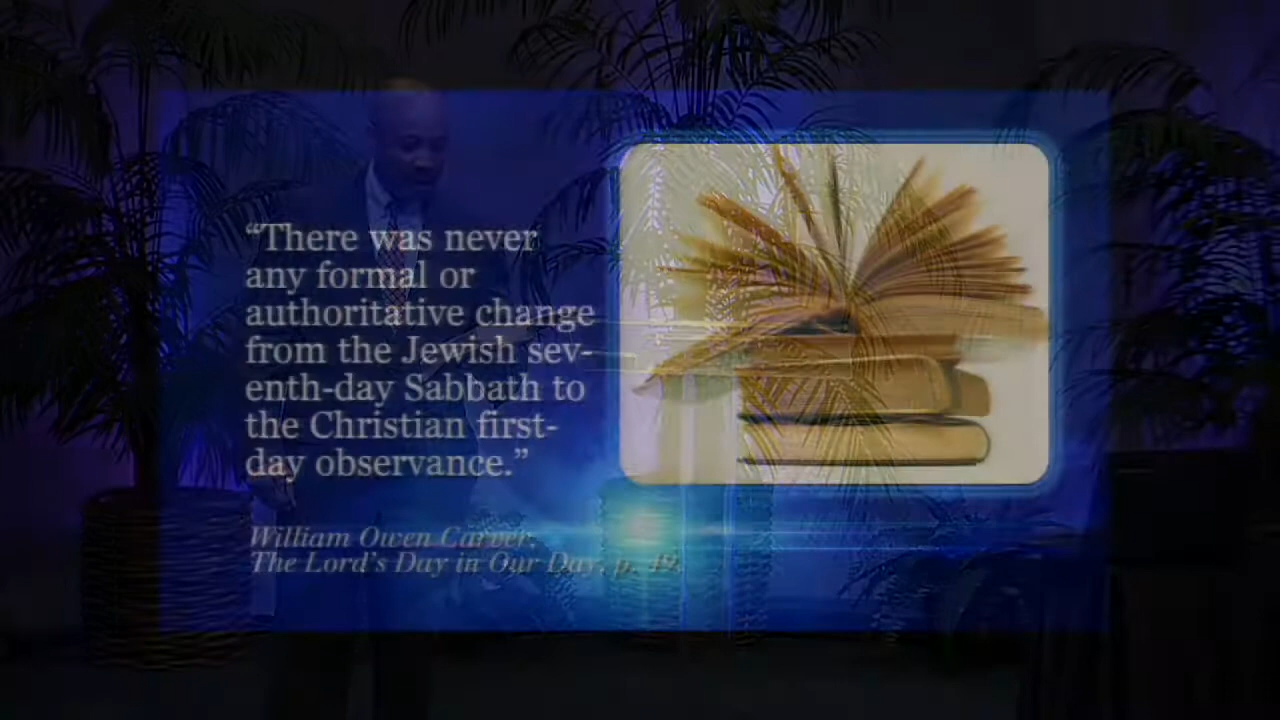 “There was never
any formal or
authoritative change
from the Jewish sev-
enth-day Sabbath to
the Christian first-
day observance.”
William Owen Carver,
The Lord’s Day in Our Day, p. 49.